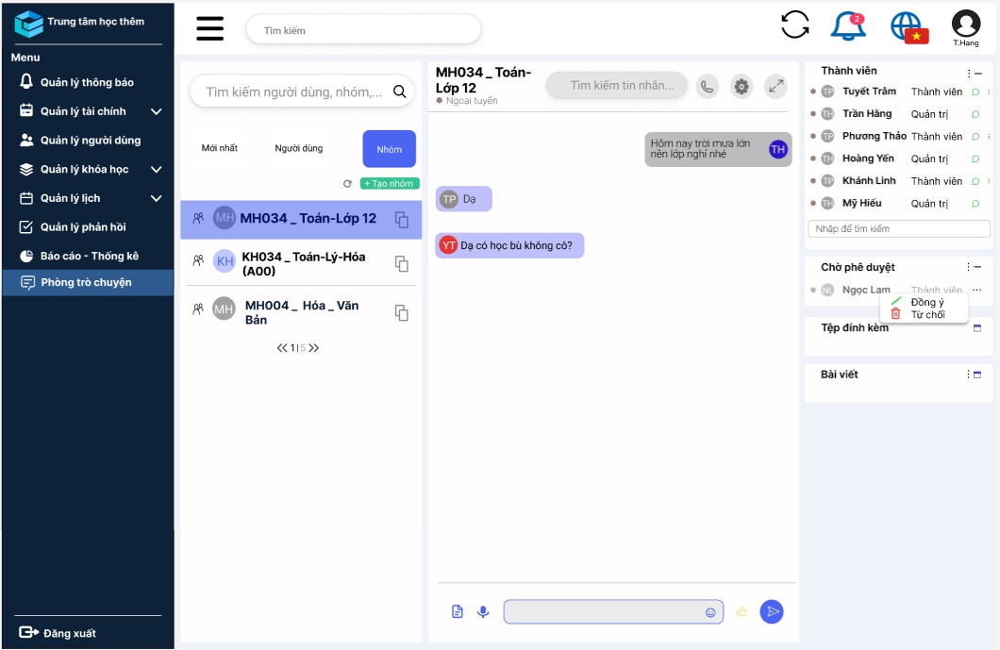 Trung tâm học thêm
Menu
Quản lý thông báo
Quản lý tài chính
Quản lý người dùng
Quản lý khóa học
Quản lý lịch
Quản lý phản hồi
Báo cáo - Thống kê
Phòng trò chuyện
Đăng xuất
Tìm kiếm
2
T.Hang
Tìm kiếm người dùng, nhóm,...
Mới nhất
Người dùng
Nhóm
+ Tạo nhóm
MH
MH034 _ Toán-Lớp 12
KH
KH034 _ Toán-Lý-Hóa
(A00)
MH
MH004 _ Hóa _ Văn
Bản
1|5
MH034 _ Toán-
Lớp 12
Ngoại tuyến
Tìm kiếm tin nhắn...
Hôm nay trời mưa lớn
nên lớp nghỉ nhé
TH
TP Dạ
YT Dạ có học bù không cô?
Thành viên
TP Tuyết Trâm Thành viên
TH Trần Hằng Quản trị
TP Phương Thảo Thành viên
TH Hoàng Yến Quản trị
TP Khánh Linh Thành viên
TH Mỹ Hiếu Quản trị
Nhập để tìm kiếm
Chờ phê duyệt
NL Ngọc Lam Thành viên
Đồng ý
Từ chối
Tệp đính kèm
Bài viết